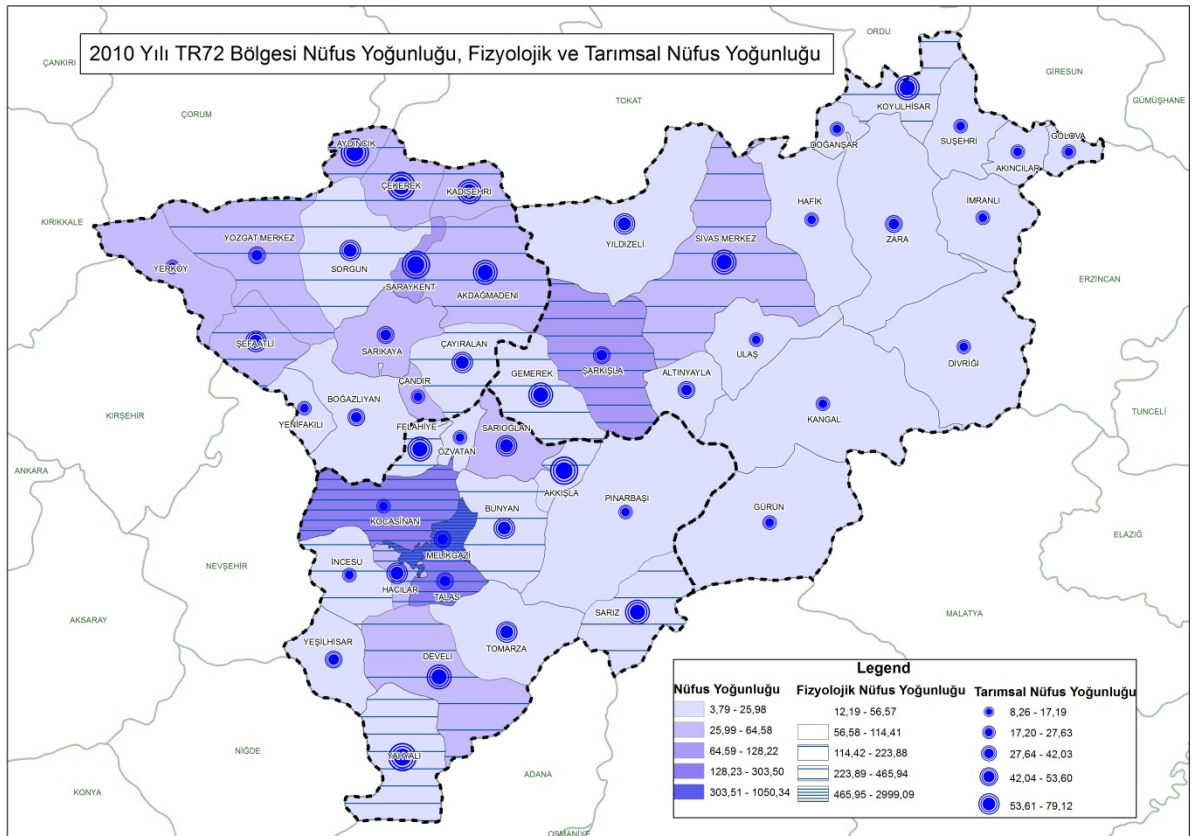 2010 Yılı TR72 Bölgesi Nüfus Yoğunluğu, Fizyolojik ve Tarımsal Nüfus Yoğunluğu
ORDU
ÇANKIRI
GİRESUN
TOKAT
GÜMÜŞHANE
ÇORUM
KOYULHİSAR
DOĞANŞAR
SUŞEHRİ
GÖLOVA
AYDINCIK
AKINCILAR
ÇEKEREK
KADIŞEHRİ
HAFİK
İMRANLI
KIRIKKALE
YOZGAT MERKEZ
YILDIZELİ
SİVAS MERKEZ
ZARA
SORGUN
YERKÖY
ERZİNCAN
SARAYKENT
AKDAĞMADENİ
ŞEFAATLİ
SARIKAYA
ULAŞ
ÇAYIRALAN
ŞARKIŞLA
DİVRİĞİ
GEMEREK
ALTINYAYLA
ÇANDIR
BOĞAZLIYAN
KIRŞEHİR
YENİFAKILI
TUNCELİ
KANGAL
FELAHİYE
SARIOĞLAN
ÖZVATAN
ANKARA
AKKIŞLA
PINARBAŞI
KOCASİNAN
BÜNYAN
GÜRÜN
ELAZIĞ
MELİKGAZİ
İNCESU
NEVŞEHİR
HACILAR
TALAS
MALATYA
AKSARAY
SARIZ
YEŞİLHİSAR
TOMARZA
DEVELİ
NİĞDE
YAHYALI
ADANA
KONYA
OSMANİYE
Legend
Nüfus Yoğunluğu
3,79 - 25,98
25,99 - 64,58
64,59 - 128,22
128,23 - 303,50
303,51 - 1050,34
Fizyolojik Nüfus Yoğunluğu
12,19 - 56,57
56,58 - 114,41
114,42 - 223,88
223,89 - 465,94
465,95 - 2999,09
Tarımsal Nüfus Yoğunluğu
8,26 - 17,19
17,20 - 27,63
27,64 - 42,03
42,04 - 53,60
53,61 - 79,12